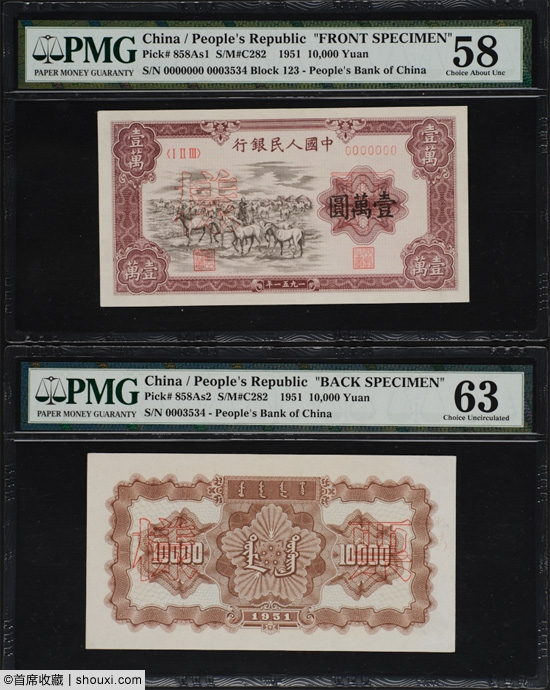 PMG
PAPER MONEY GUARANTY
China / People's Republic "FRONT SPECIMEN"
Pick# 858As1 S/M#C282 1951 10,000 Yuan
S/N 0000000 0003534 Block 123 - People's Bank of China
58
Choice About Unc
壹萬
行銀民人國中
〈I II III〉
0000000
圓萬壹
壹萬
萬壹
年一五九一
PMG
PAPER MONEY GUARANTY
China / People's Republic "BACK SPECIMEN"
Pick# 858As2 S/M#C282 1951 10,000 Yuan
S/N 0003534 - People's Bank of China
63
Choice Uncirculated
10000
樣
10000
票
1951
©首席收藏 | shouxi.com